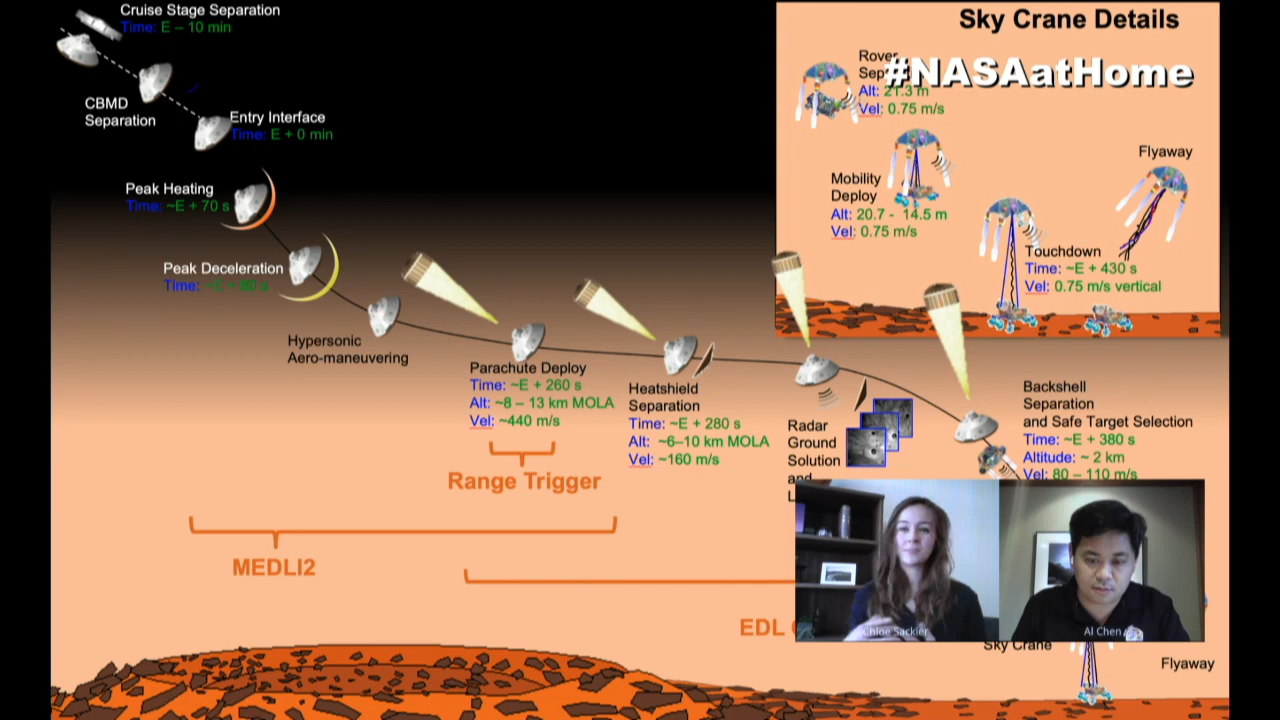 Cruise Stage Separation
Time: E – 10 min
CBMD
Separation
Entry Interface
Time: E + 0 min
Peak Heating
Time: ~E + 70 s
Peak Deceleration
Time: ~E + 80 s
Hypersonic
Aero-maneuvering
Parachute Deploy
Time: ~E + 260 s
Alt: ~8 – 13 km MOLA
Vel: ~440 m/s
Heatshield
Separation
Time: ~E + 280 s
Alt: ~6–10 km MOLA
Vel: ~160 m/s
Radar
Ground
Solution
and
L
Backshell
Separation
and Safe Target Selection
Time: ~E + 380 s
Altitude: ~ 2 km
Vel: 80 – 110 m/s
Range Trigger
MEDLI2
EDL
Sky Crane
Flyaway
Sky Crane Details
#NASAatHome
Rover
Sep
Alt: 21.3 m
Vel: 0.75 m/s
Mobility
Deploy
Alt: 20.7 - 14.5 m
Vel: 0.75 m/s
Touchdown
Time: ~E + 430 s
Vel: 0.75 m/s vertical
Flyaway
Chloe Sackier
Al Chen